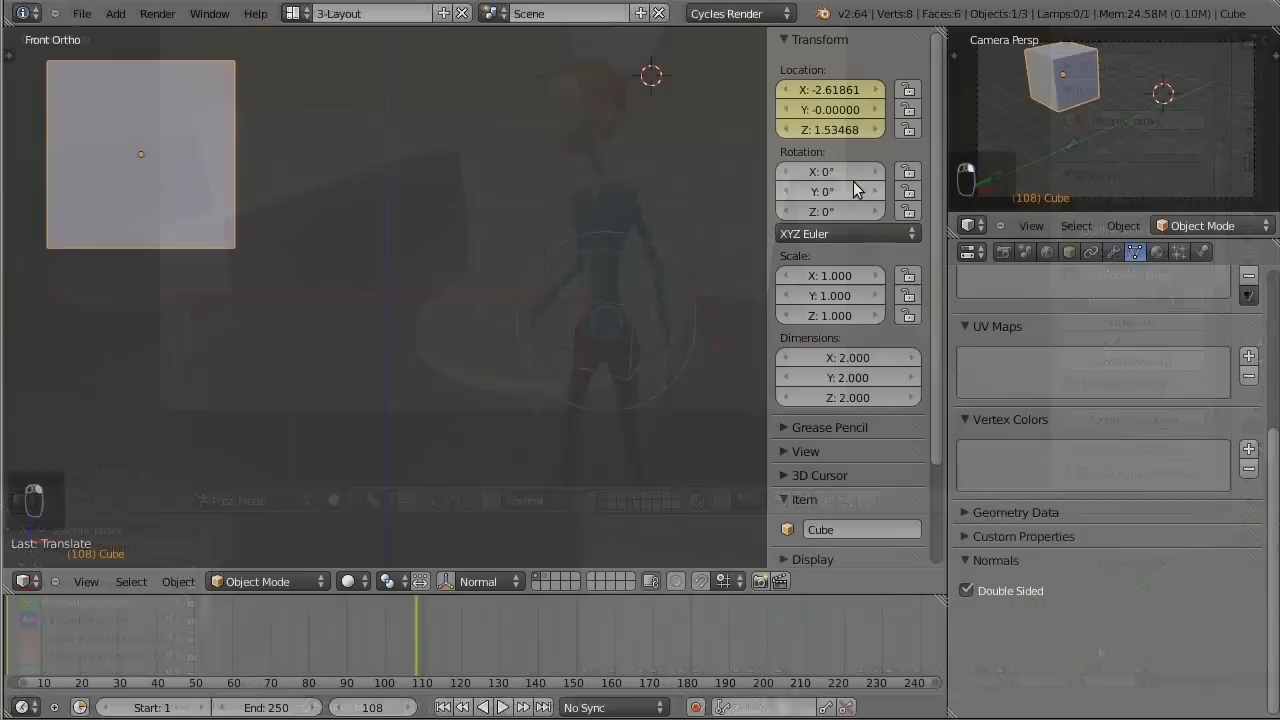 File Add Render Window Help 3-Layout Scene Cycles Render v2.64 | Verts:8 | Faces:6 | Objects:1/3 | Lamps:0/1 | Mem:24.58M (0.10M) | Cube
Front Ortho
Transform
Location:
X: -2.61861
Y: -0.00000
Z: 1.53468
Rotation:
X: 0°
Y: 0°
Z: 0°
XYZ Euler
Scale:
X: 1.000
Y: 1.000
Z: 1.000
Dimensions:
X: 2.000
Y: 2.000
Z: 2.000
Grease Pencil
View
3D Cursor
Item
Cube
Display
Camera Persp
(108) Cube
View Select Object Object Mode
UV Maps
Vertex Colors
Geometry Data
Custom Properties
Normals
Double Sided
Pose Mode Normal
Last: Translate
(108) Cube
View Select Object Object Mode Normal
10 20 30 40 50 60 70 80 90 100 110 120 130 140 150 160 170 180 190 200 210 220 230 240
Start: 1 End: 250 108 No Sync